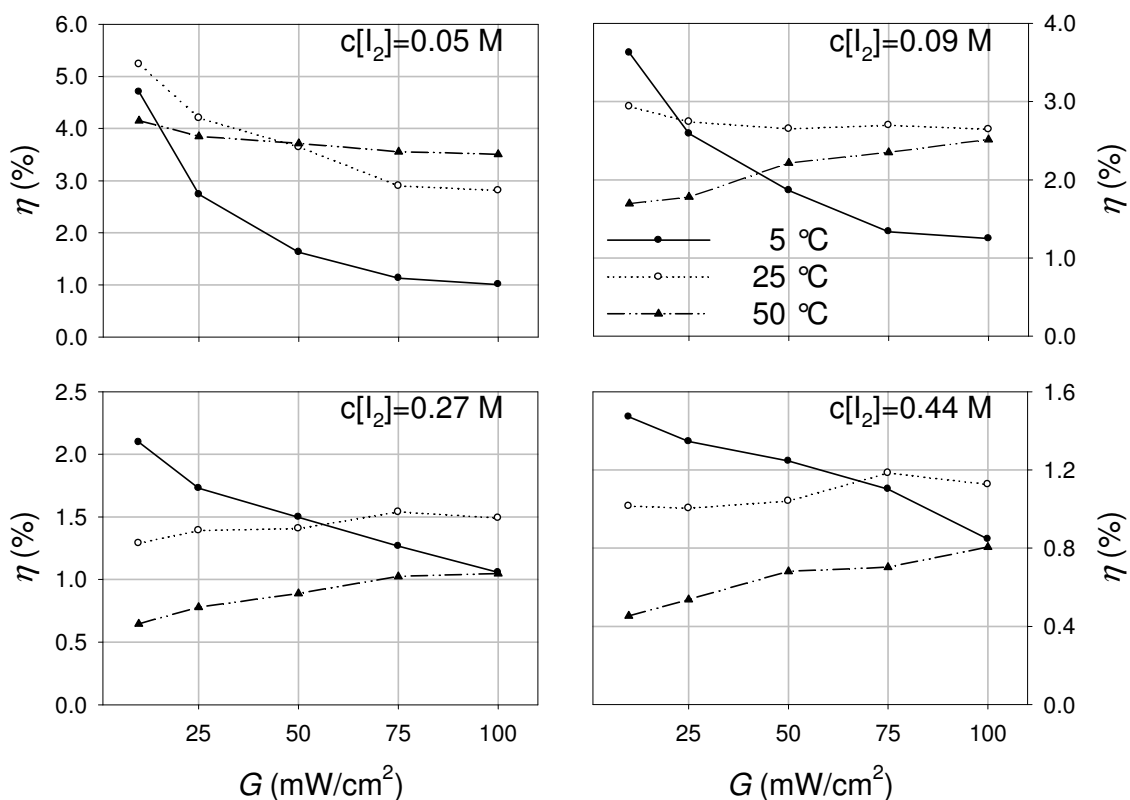 c[I₂]=0.05 M
6.0
5.0
4.0
3.0
2.0
1.0
0.0
η (%)
c[I₂]=0.09 M
4.0
3.0
2.0
1.0
0.0
η (%)
5 °C
25 °C
50 °C
c[I₂]=0.27 M
2.5
2.0
1.5
1.0
0.5
0.0
η (%)
25 50 75 100
G (mW/cm²)
c[I₂]=0.44 M
1.6
1.2
0.8
0.4
0.0
η (%)
25 50 75 100
G (mW/cm²)